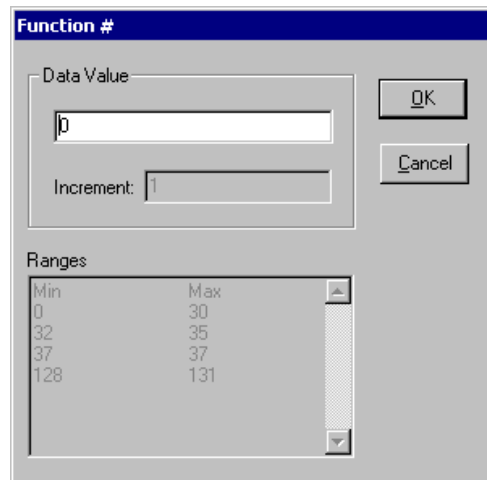 Function #
Data Value
0
OK
Increment: 1
Cancel
Ranges
Min Max
0 30
32 35
37 37
128 131